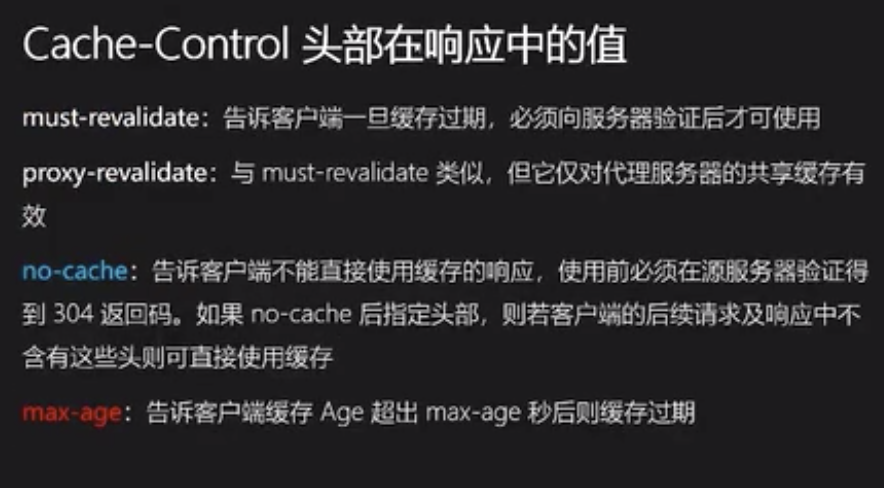 Cache-Control 头部在响应中的值
must-revalidate：告诉客户端一旦缓存过期，必须向服务器验证后才可使用
proxy-revalidate：与 must-revalidate 类似，但它仅对代理服务器的共享缓存有
效
no-cache：告诉客户端不能直接使用缓存的响应，使用前必须在源服务器验证得
到 304 返回码。如果 no-cache 后指定头部，则若客户端的后续请求及响应中不
含有这些头则可直接使用缓存
max-age：告诉客户端缓存 Age 超出 max-age 秒后则缓存过期